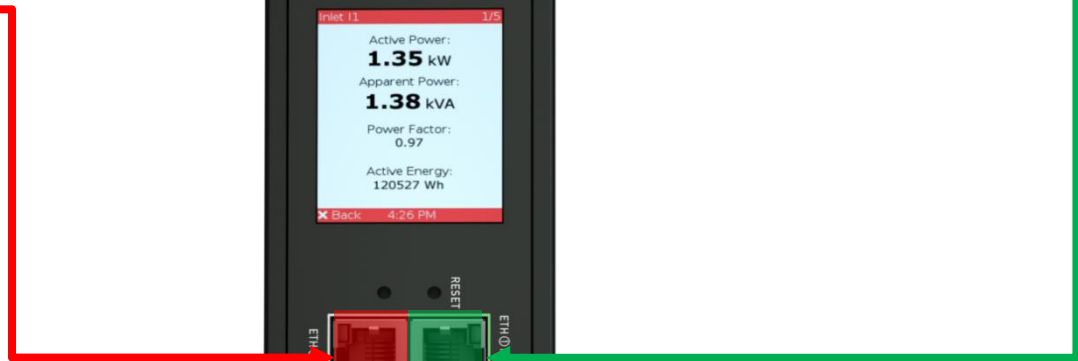 Inlet I1 1/5
Active Power:
1.35 kW
Apparent Power:
1.38 kVA
Power Factor:
0.97
Active Energy:
120527 Wh
✖ Back 4:26 PM
RESET
ETH
ETH①